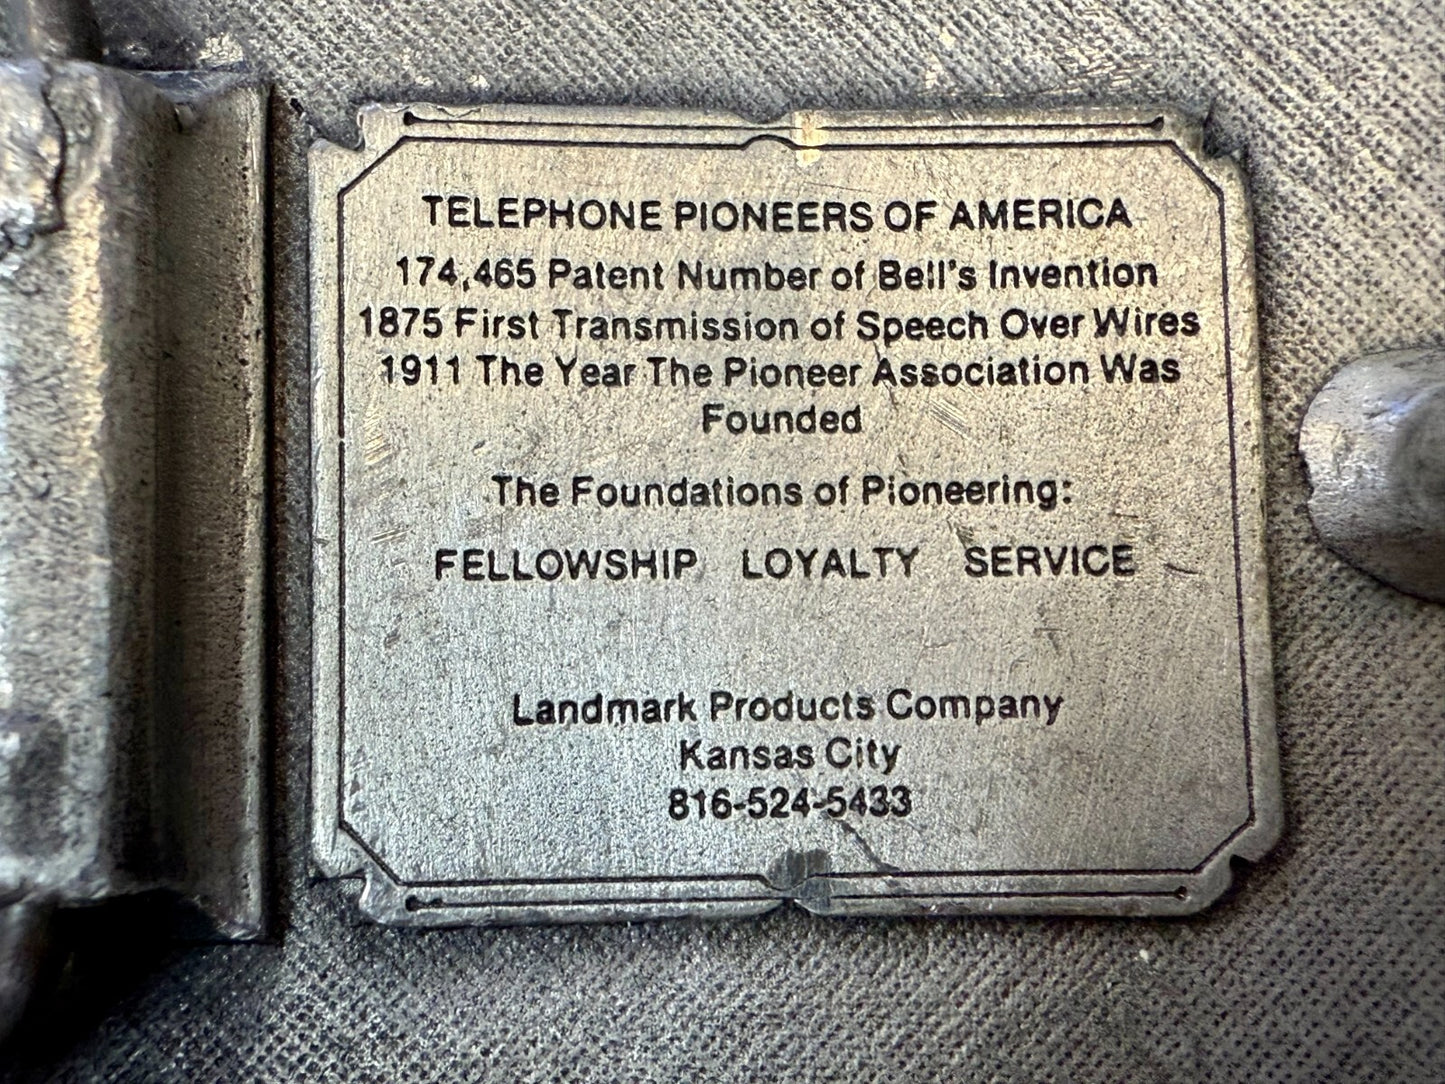 TELEPHONE PIONEERS OF AMERICA
174,465 Patent Number of Bell's Invention
1875 First Transmission of Speech Over Wires
1911 The Year The Pioneer Association Was
Founded
The Foundations of Pioneering:
FELLOWSHIP LOYALTY SERVICE
Landmark Products Company
Kansas City
816-524-5433